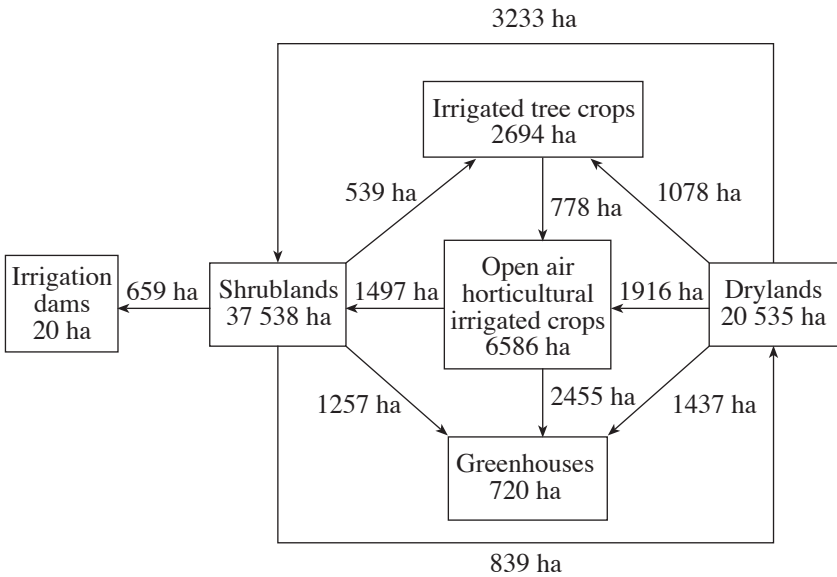 3233 ha
Irrigated tree crops
2694 ha
539 ha
778 ha
1078 ha
Irrigation
dams
20 ha
659 ha
Shrublands
37 538 ha
1497 ha
Open air
horticultural
irrigated crops
6586 ha
1916 ha
Drylands
20 535 ha
1257 ha
2455 ha
1437 ha
Greenhouses
720 ha
839 ha